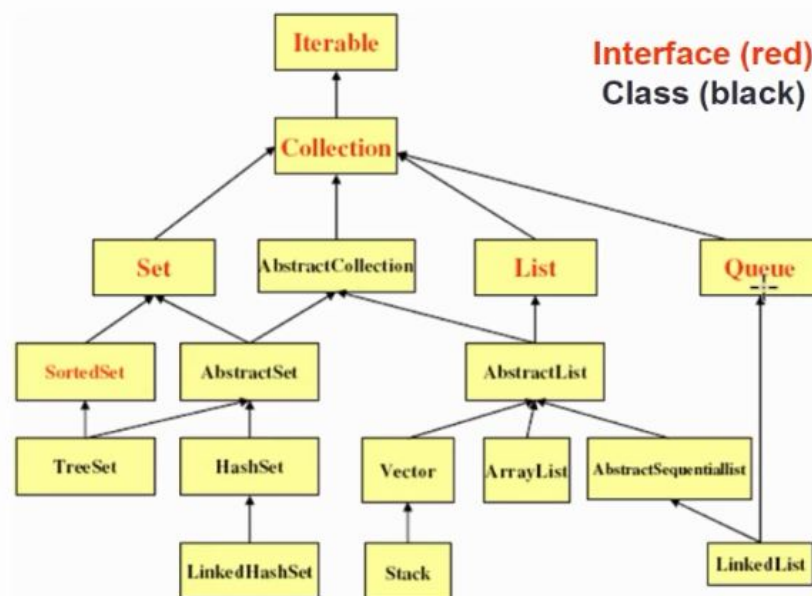 Iterable
Interface (red)
Class (black)
Collection
Set
AbstractCollection
List
Queue
SortedSet
AbstractSet
AbstractList
TreeSet
HashSet
Vector
ArrayList
AbstractSequentiallist
LinkedHashSet
Stack
LinkedList